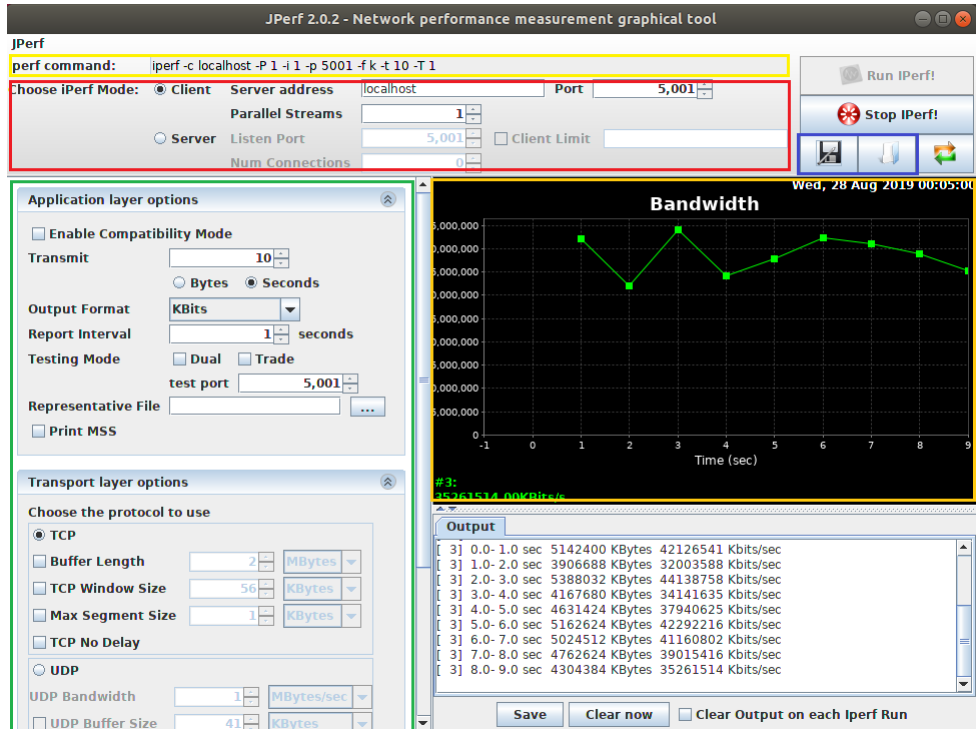 JPerf 2.0.2 - Network performance measurement graphical tool
JPerf
perf command: iperf -c localhost -P 1 -i 1 -p 5001 -f k -t 10 -T 1
Choose iPerf Mode: Client Server address localhost Port 5,001
Parallel Streams 1
Server Listen Port 5,001 Client Limit
Num Connections 0
Run IPerf!
Stop IPerf!
Application layer options
Enable Compatibility Mode
Transmit 10
Bytes Seconds
Output Format KBits
Report Interval 1 seconds
Testing Mode Dual Trade
test port 5,001
Representative File ...
Print MSS
Transport layer options
Choose the protocol to use
TCP
Buffer Length 2 MBytes
TCP Window Size 56 KBytes
Max Segment Size 1 KBytes
TCP No Delay
UDP
UDP Bandwidth 1 MBytes/sec
UDP Buffer Size 41 KBytes
Wed, 28 Aug 2019 00:05:00
Bandwidth
5,000,000
0,000,000
5,000,000
0,000,000
5,000,000
0,000,000
5,000,000
0,000,000
5,000,000
0
-1 0 1 2 3 4 5 6 7 8 9
Time (sec)
#3:
35261514.00KBits/s
Output
[ 3] 0.0- 1.0 sec 5142400 KBytes 42126541 Kbits/sec
[ 3] 1.0- 2.0 sec 3906688 KBytes 32003588 Kbits/sec
[ 3] 2.0- 3.0 sec 5388032 KBytes 44138758 Kbits/sec
[ 3] 3.0- 4.0 sec 4167680 KBytes 34141635 Kbits/sec
[ 3] 4.0- 5.0 sec 4631424 KBytes 37940625 Kbits/sec
[ 3] 5.0- 6.0 sec 5162624 KBytes 42292216 Kbits/sec
[ 3] 6.0- 7.0 sec 5024512 KBytes 41160802 Kbits/sec
[ 3] 7.0- 8.0 sec 4762624 KBytes 39015416 Kbits/sec
[ 3] 8.0- 9.0 sec 4304384 KBytes 35261514 Kbits/sec
Save Clear now Clear Output on each Iperf Run